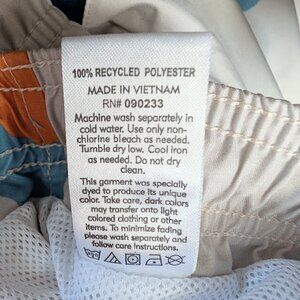 100% RECYCLED POLYESTER
MADE IN VIETNAM
RN# 090233
Machine wash separately in
cold water. Use only non-
chlorine bleach as needed.
Tumble dry low. Cool iron
as needed. Do not dry
clean.
This garment was specially
dyed to produce its unique
color. Take care, dark colors
may transfer onto light
colored clothing or other
items. To minimize fading
please wash separately and
follow care instructions.